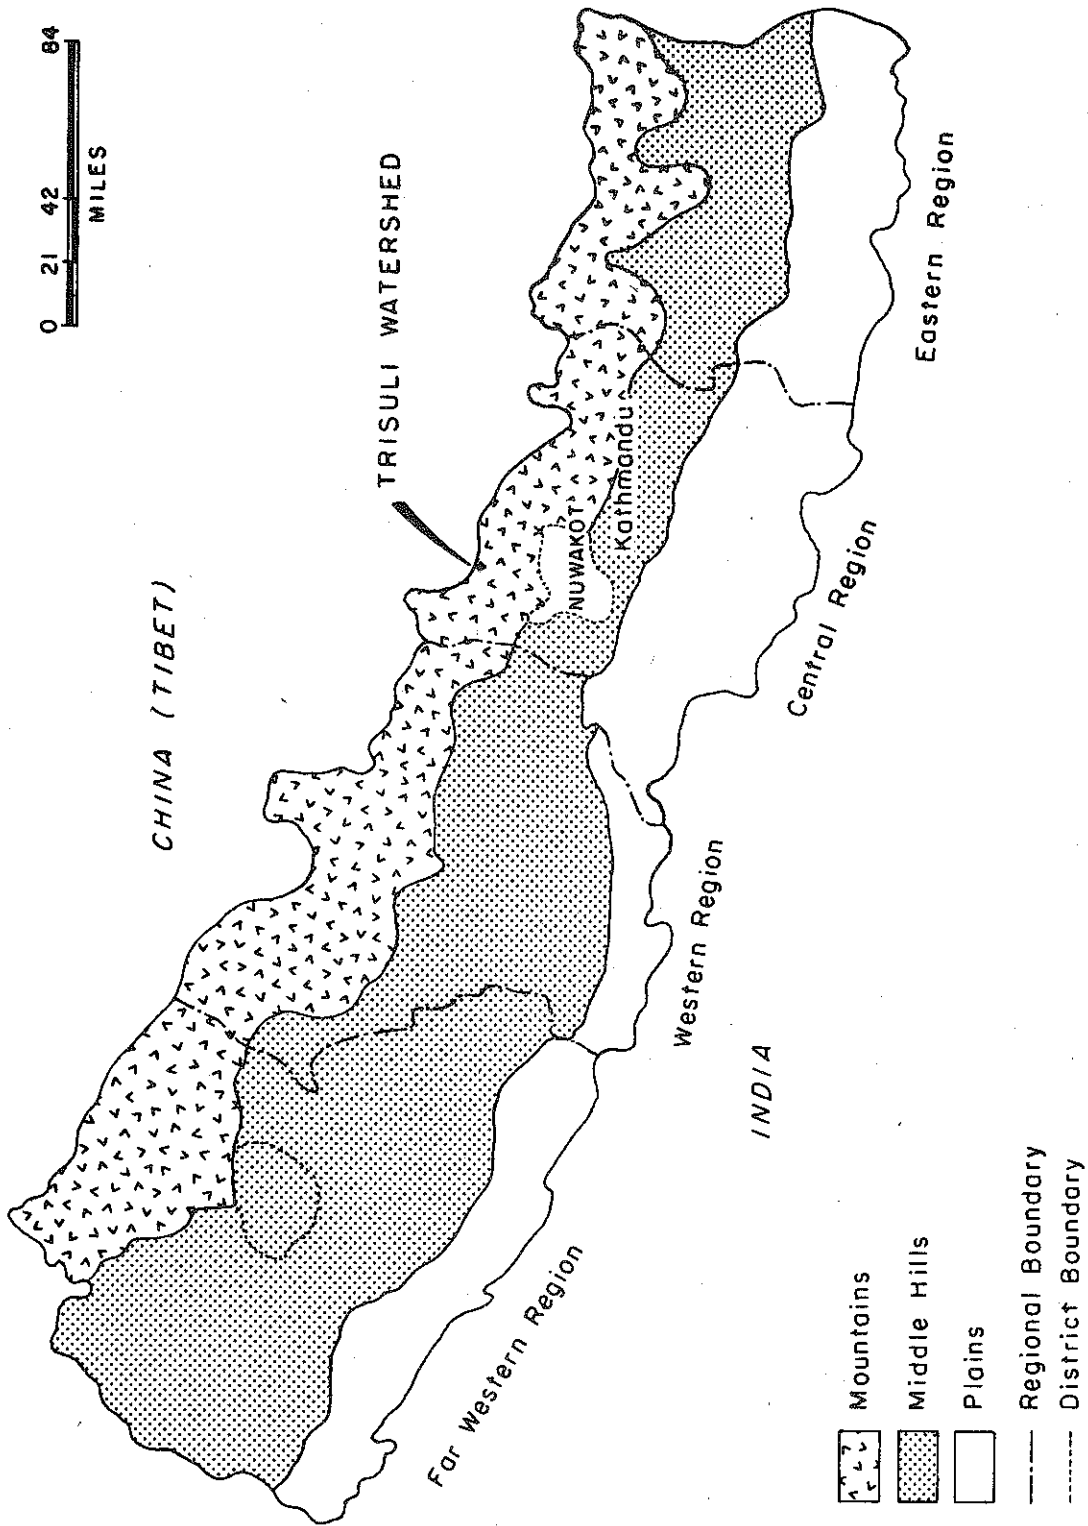 0 21 42 84
MILES
CHINA (TIBET)
TRISULI WATERSHED
NUWAKOT
Kathmandu
Far Western Region
Western Region
Central Region
Eastern Region
INDIA
Mountains
Middle Hills
Plains
Regional Boundary
District Boundary